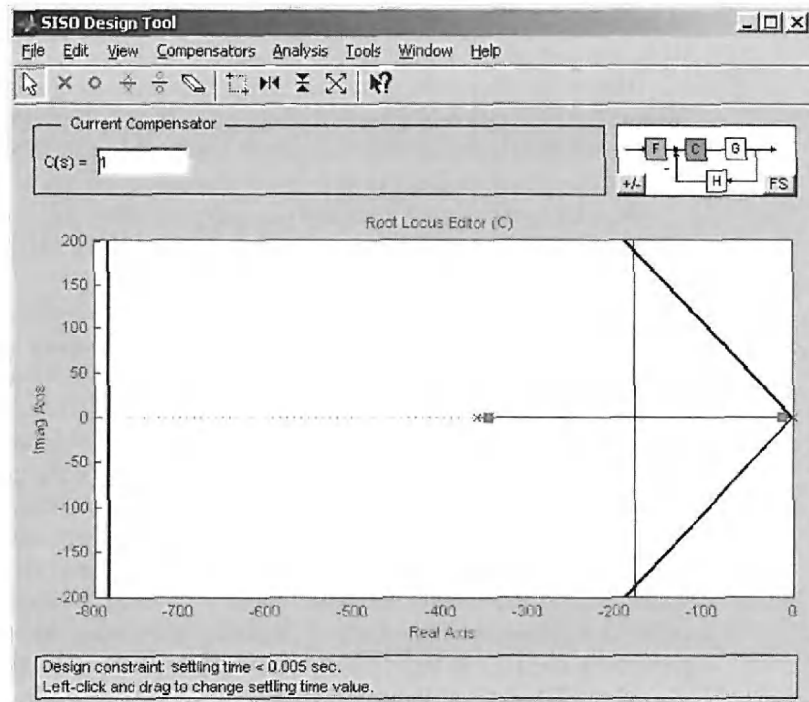 SISO Design Tool
File Edit View Compensators Analysis Tools Window Help
Current Compensator
C(s) = 1
F C G
H
+/- FS
Root Locus Editor (C)
200
150
100
50
0
-50
-100
-150
-200
Imag Axis
-800 -700 -600 -500 -400 -300 -200 -100 0
Real Axis
Design constraint: settling time < 0.005 sec.
Left-click and drag to change settling time value.